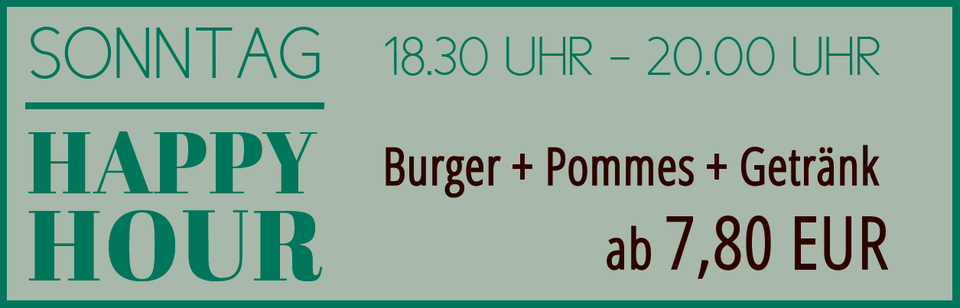 SONNTAG
HAPPY
HOUR
18.30 UHR – 20.00 UHR
Burger + Pommes + Getränk
ab 7,80 EUR